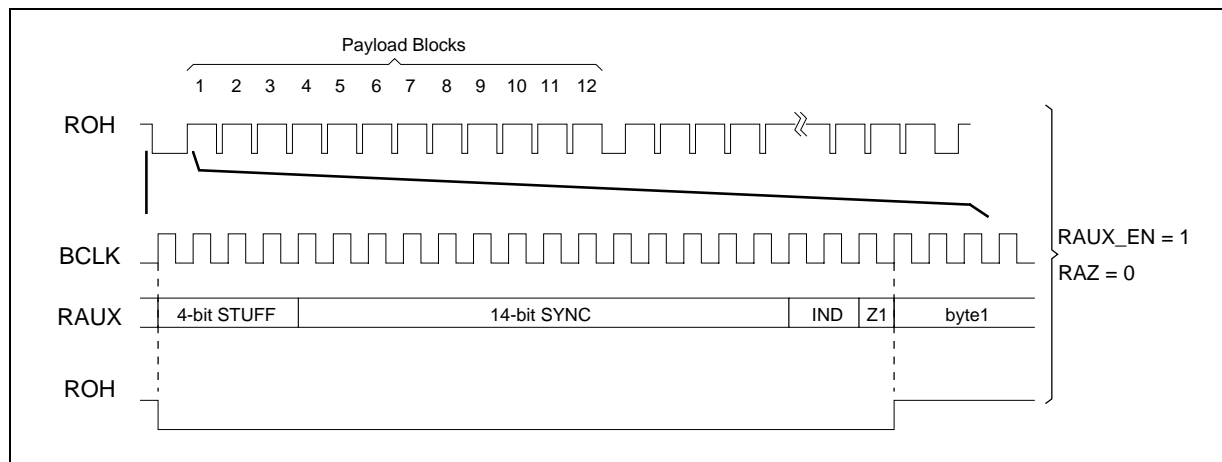 Payload Blocks
1 2 3 4 5 6 7 8 9 10 11 12
ROH
BCLK
RAUX_EN = 1
RAZ = 0
RAUX 4-bit STUFF 14-bit SYNC IND Z1 byte1
ROH